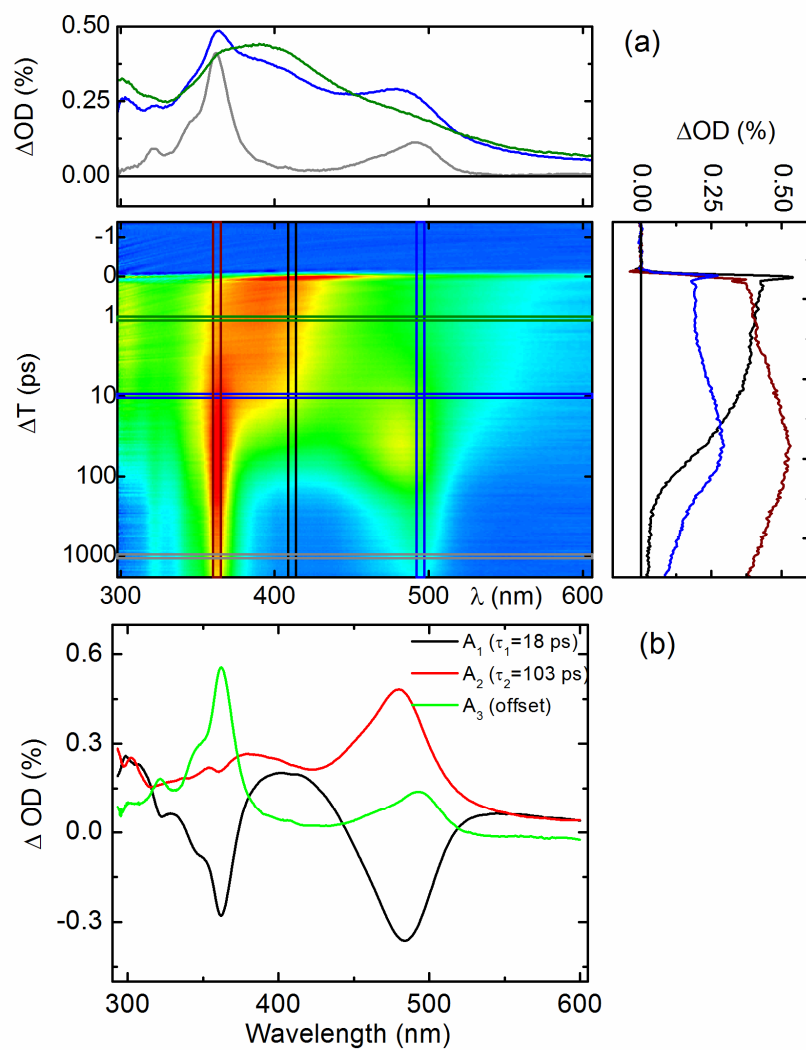 (a)
0.50
0.25
0.00
ΔOD (%)
ΔOD (%)
0.00
0.25
0.50
-1
0
1
10
100
1000
ΔT (ps)
300
400
λ (nm)
500
600
(b)
A1 (τ1=18 ps)
A2 (τ2=103 ps)
A3 (offset)
0.6
0.3
0.0
-0.3
Δ OD (%)
300
400
500
600
Wavelength (nm)